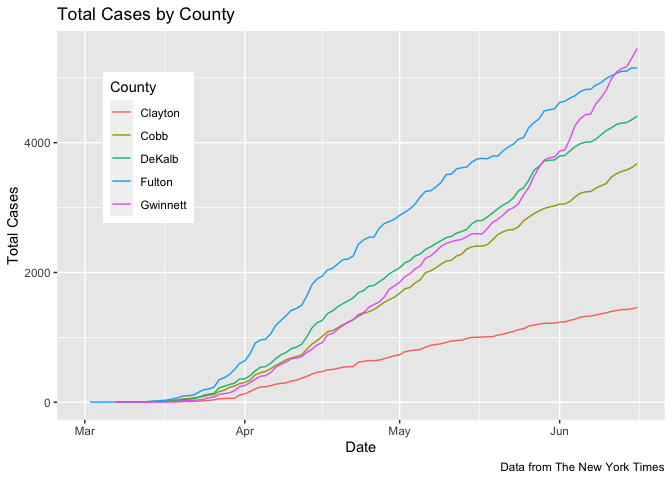 Total Cases by County
Total Cases
4000
2000
0
County
Clayton
Cobb
DeKalb
Fulton
Gwinnett
Mar
Apr
May
Jun
Date
Data from The New York Times